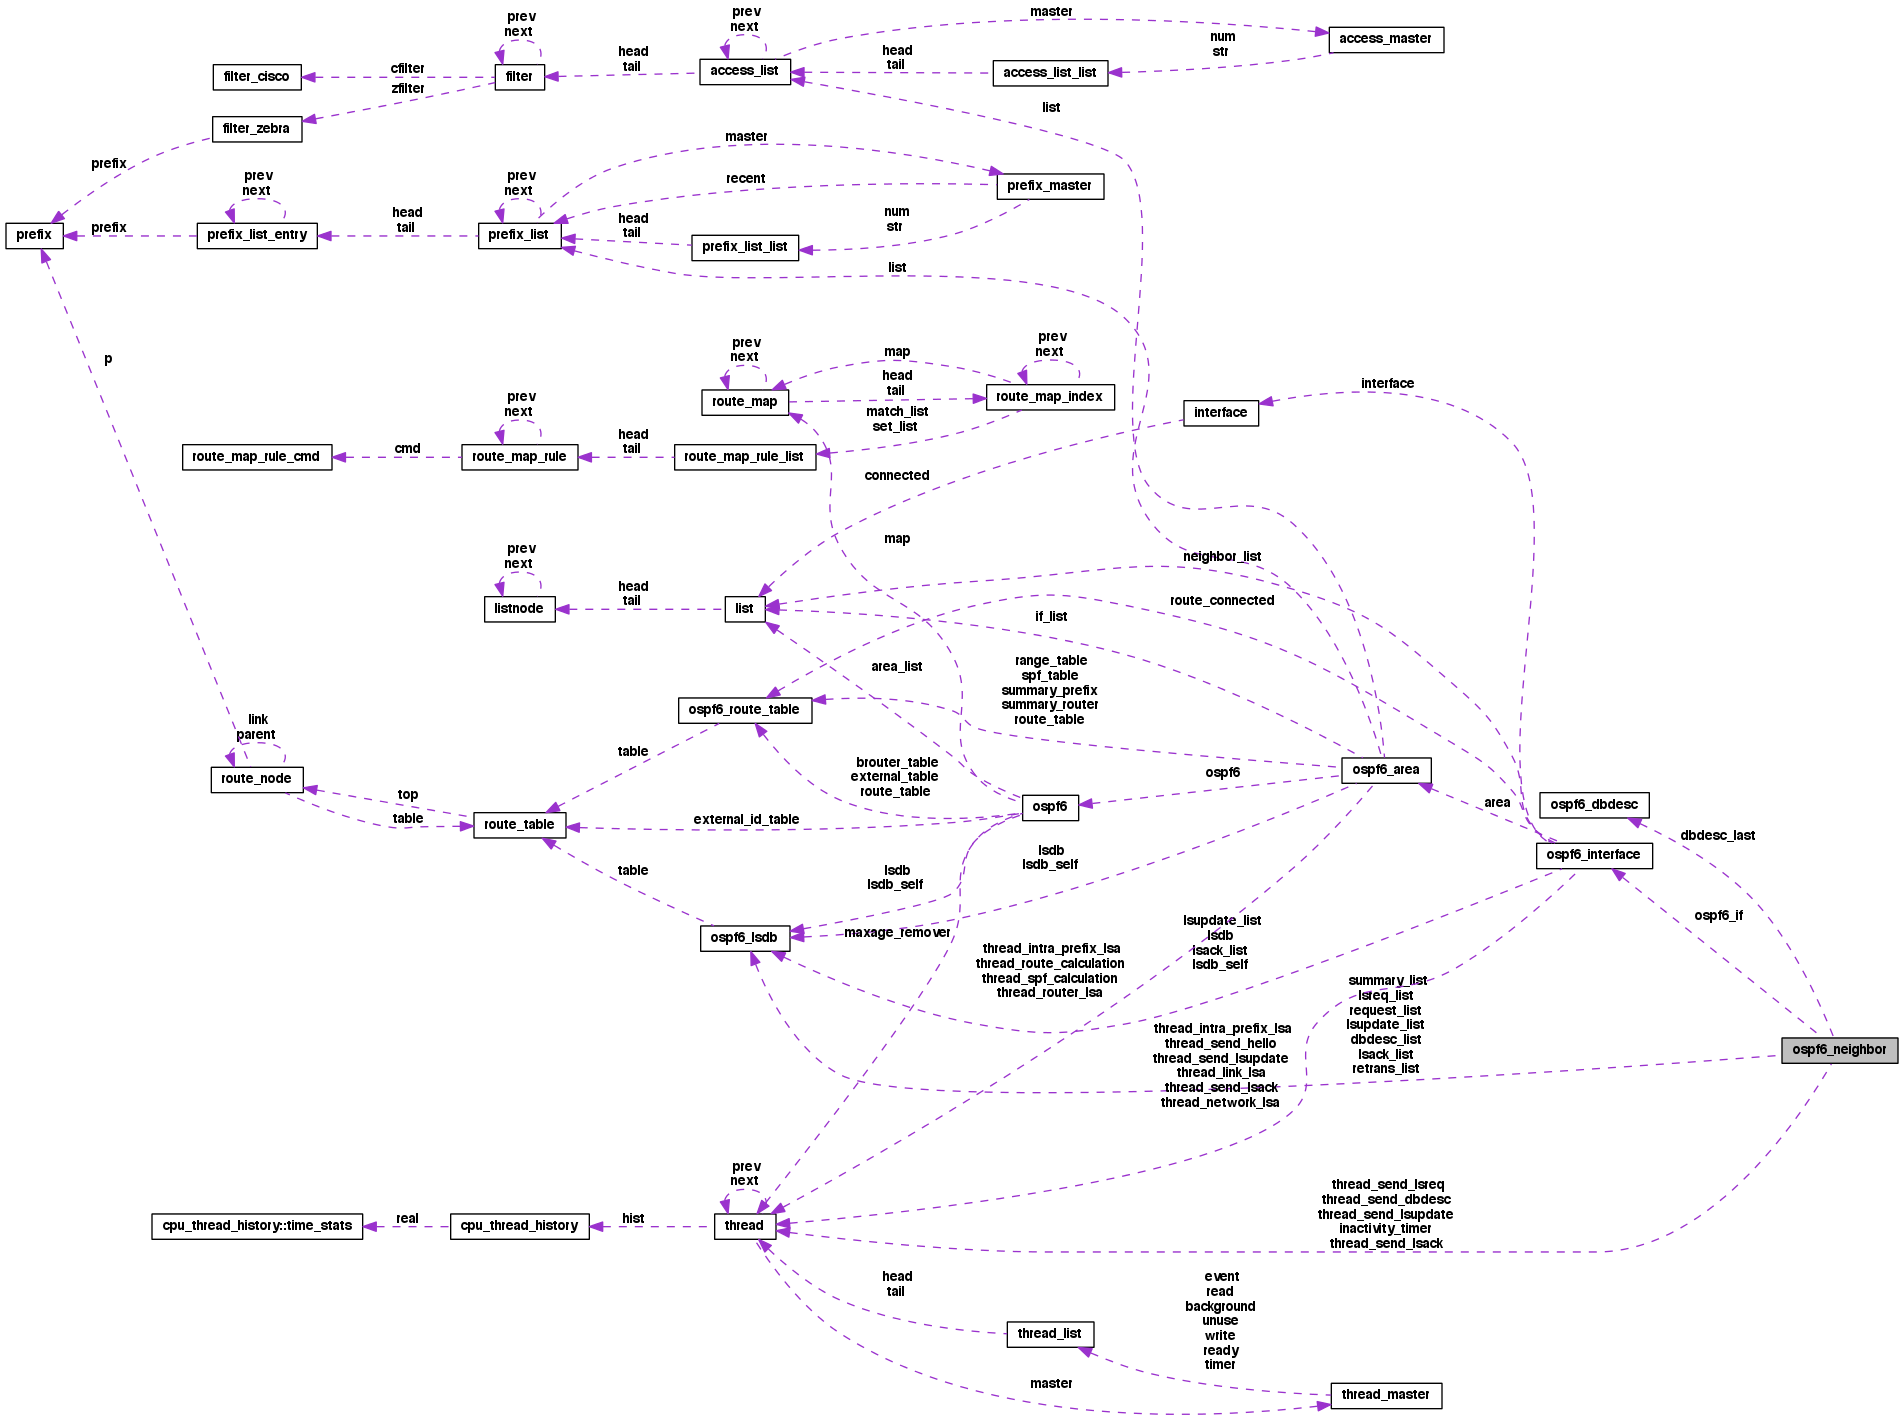 prev
next
master
access_master
num
str
prev
next
head
tail
access_list
head
tail
access_list_list
filter_cisco
cfilter
filter
zfilter
list
filter_zebra
master
prefix
prev
next
prev
next
recent
prefix_master
head
tail
head
tail
num
str
prefix
prefix
prefix_list_entry
prefix_list
prefix_list_list
list
p
prev
next
map
prev
next
head
tail
route_map
route_map_index
interface
interface
match_list
set_list
prev
next
head
tail
route_map_rule_cmd
cmd
route_map_rule
route_map_rule_list
connected
map
prev
next
neighbor_list
head
tail
listnode
list
route_connected
if_list
area_list
range_table
spf_table
summary_prefix
summary_router
route_table
ospf6_route_table
link
parent
table
brouter_table
external_table
route_table
ospf6
ospf6_area
route_node
top
table
route_table
external_id_table
ospf6
area
ospf6_dbdesc
dbdesc_last
ospf6_interface
table
lsdb
lsdb_self
lsdb
lsdb_self
ospf6_if
ospf6_lsdb
maxage_remover
lsupdate_list
lsdb
lsack_list
lsdb_self
thread_intra_prefix_lsa
thread_route_calculation
thread_spf_calculation
thread_router_lsa
summary_list
lsreq_list
request_list
lsupdate_list
dbdesc_list
lsack_list
retrans_list
ospf6_neighbor
thread_intra_prefix_lsa
thread_send_hello
thread_send_lsupdate
thread_link_lsa
thread_send_lsack
thread_network_lsa
prev
next
thread_send_lsreq
thread_send_dbdesc
thread_send_lsupdate
inactivity_timer
thread_send_lsack
cpu_thread_history::time_stats
real
cpu_thread_history
hist
thread
head
tail
event
read
background
unuse
write
ready
timer
thread_list
master
thread_master